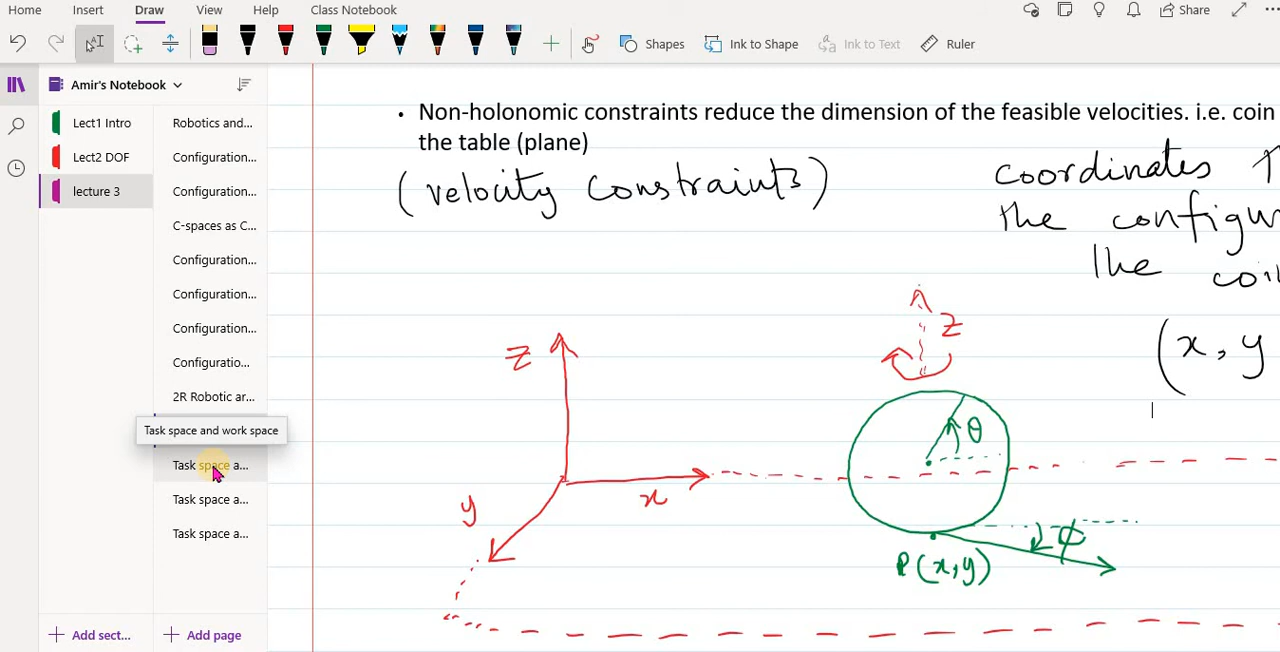 Home Insert Draw View Help Class Notebook Share
Shapes Ink to Shape Ink to Text Ruler
Amir's Notebook
Lect1 Intro
Lect2 DOF
lecture 3
Robotics and...
Configuration...
Configuration...
C-spaces as C...
Configuration...
Configuration...
Configuration...
Configuratio...
2R Robotic ar...
Task space and work space
Task space a...
Task space a...
Task space a...
Add sect...
Add page
• Non-holonomic constraints reduce the dimension of the feasible velocities. i.e. coin
the table (plane)
(velocity constraints)
coordinates
the configur
The coi
(x, y
z
z
θ
x
y
ϕ
P(x,y)